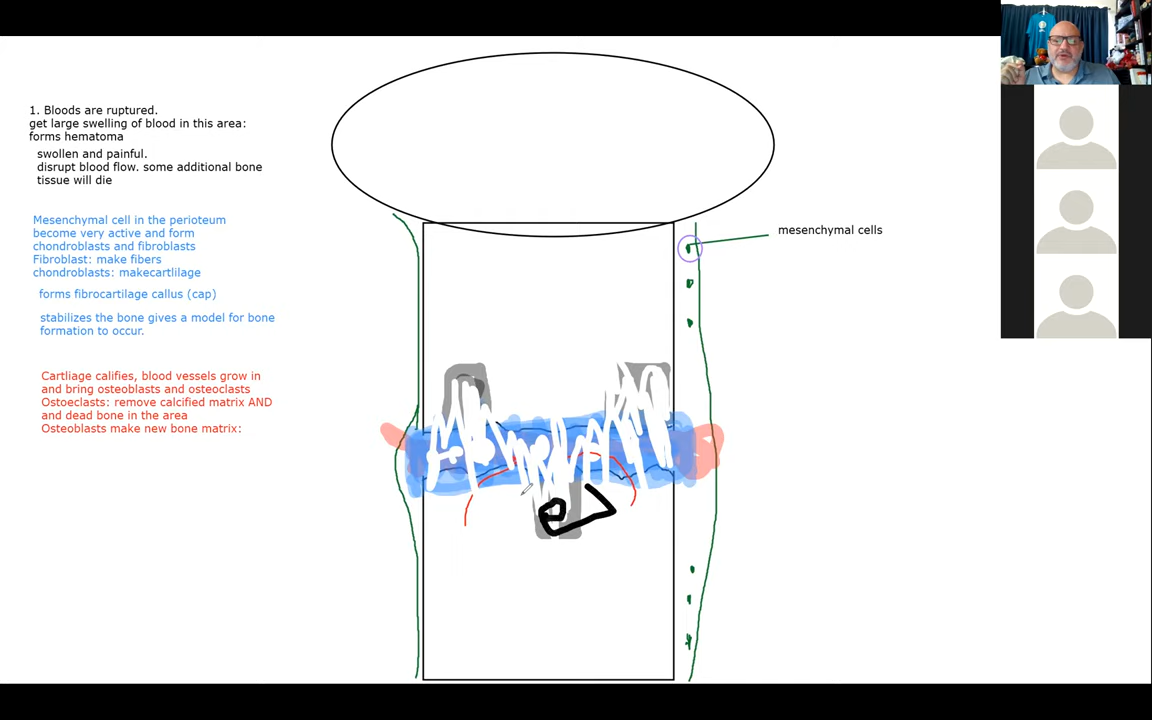 1. Bloods are ruptured.
get large swelling of blood in this area:
forms hematoma
swollen and painful.
disrupt blood flow. some additional bone
tissue will die
Mesenchymal cell in the perioteum
become very active and form
chondroblasts and fibroblasts
Fibroblast: make fibers
chondroblasts: makecartlilage
forms fibrocartilage callus (cap)
stabilizes the bone gives a model for bone
formation to occur.
Cartliage califies, blood vessels grow in
and bring osteoblasts and osteoclasts
Ostoeclasts: remove calcified matrix AND
and dead bone in the area
Osteoblasts make new bone matrix:
mesenchymal cells